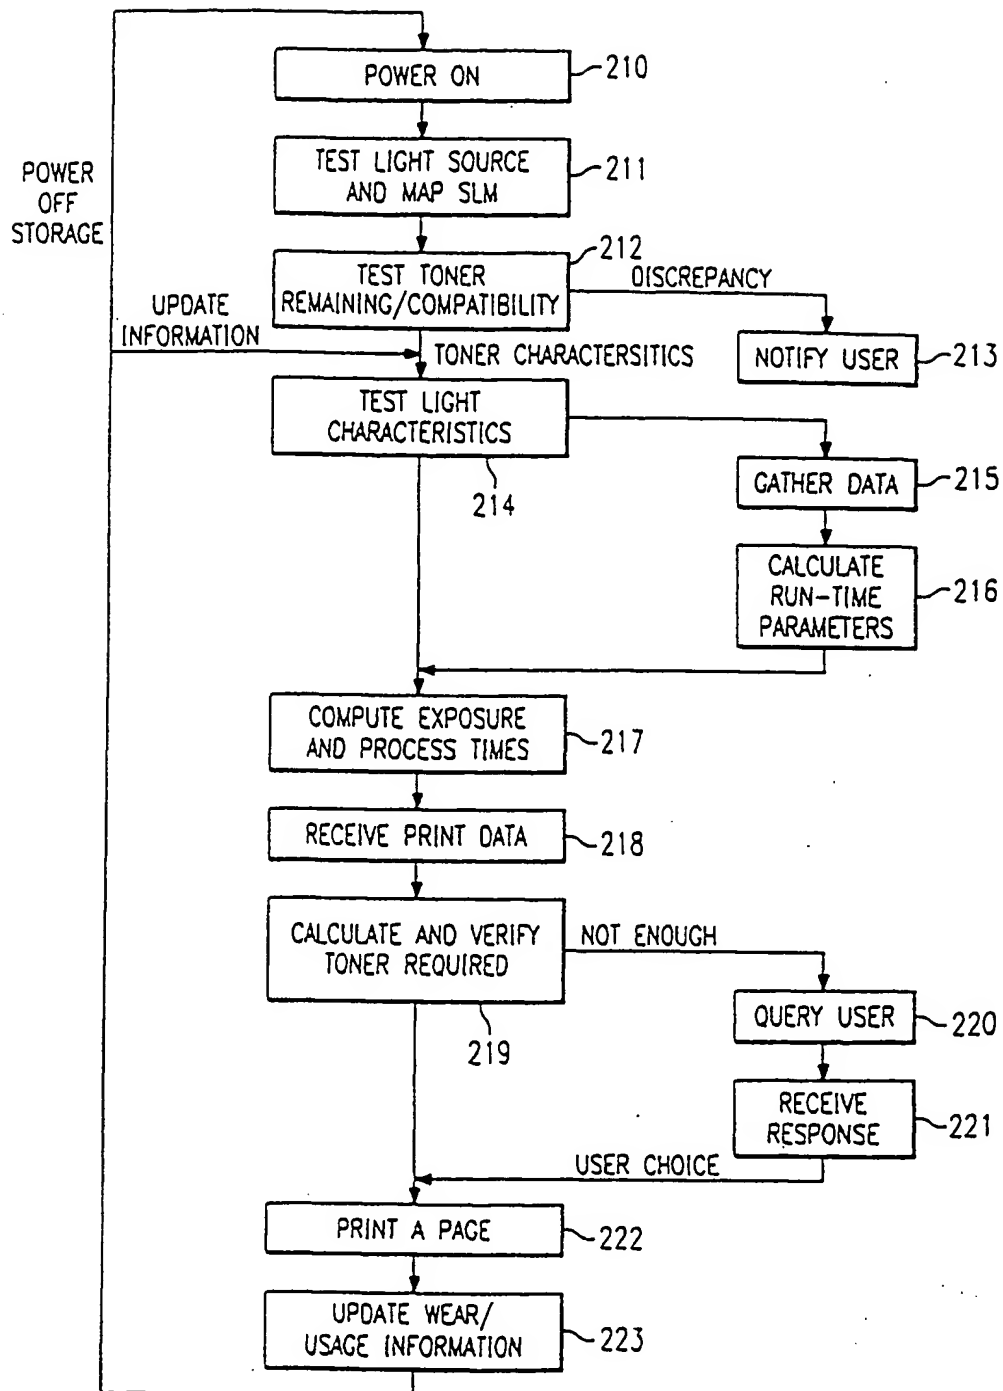 POWER ON
210
TEST LIGHT SOURCE
AND MAP SLM
211
POWER
OFF
STORAGE
212
TEST TONER
REMAINING/COMPATIBILITY
DISCREPANCY
UPDATE
INFORMATION
TONER CHARACTERSITICS
NOTIFY USER
213
TEST LIGHT
CHARACTERISTICS
214
GATHER DATA
215
CALCULATE
RUN-TIME
PARAMETERS
216
COMPUTE EXPOSURE
AND PROCESS TIMES
217
RECEIVE PRINT DATA
218
CALCULATE AND VERIFY
TONER REQUIRED
219
NOT ENOUGH
QUERY USER
220
RECEIVE
RESPONSE
221
USER CHOICE
PRINT A PAGE
222
UPDATE WEAR/
USAGE INFORMATION
223